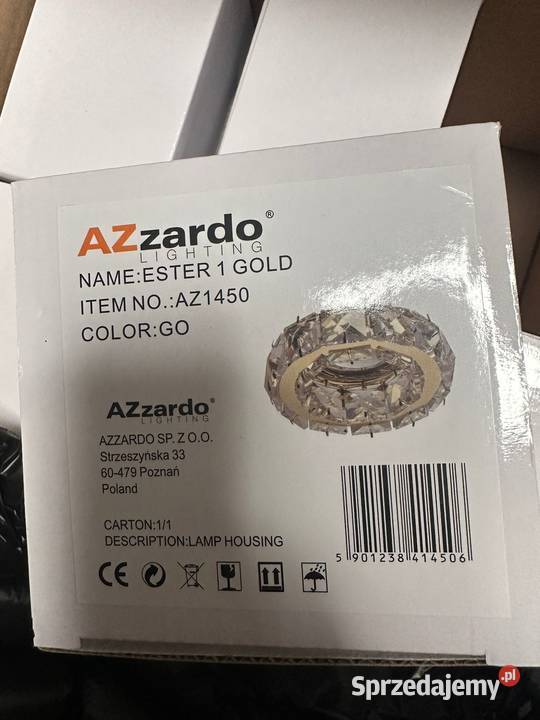 AZzardo®
LIGHTING
NAME:ESTER 1 GOLD
ITEM NO.:AZ1450
COLOR:GO
AZzardo®
LIGHTING
AZZARDO SP. Z O.O.
Strzeszyńska 33
60-479 Poznań
Poland
CARTON:1/1
DESCRIPTION:LAMP HOUSING
CE
5 901238 414506
Sprzedajemy.pl